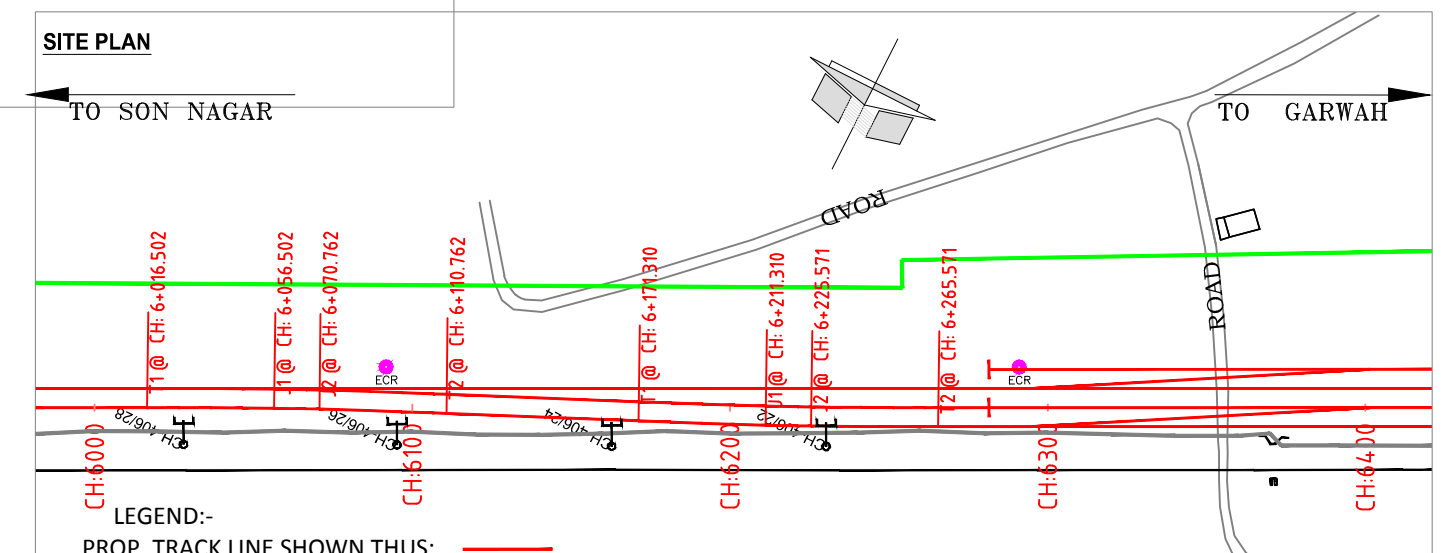 SITE PLAN
TO SON NAGAR
TO GARWAH
ROAD
ROAD
T1 @ CH: 6+016.502
J1 @ CH: 6+056.502
J2 @ CH: 6+070.762
T2 @ CH: 6+110.762
T1 @ CH: 6+171.310
J1 @ CH: 6+211.310
J2 @ CH: 6+225.571
T2 @ CH: 6+265.571
ECR
ECR
CH 406/28
CH 406/26
CH 406/24
CH 406/22
CH:6000
CH:6100
CH:6200
CH:6300
CH:6400
LEGEND:-
PROP. TRACK LINE SHOWN THUS: